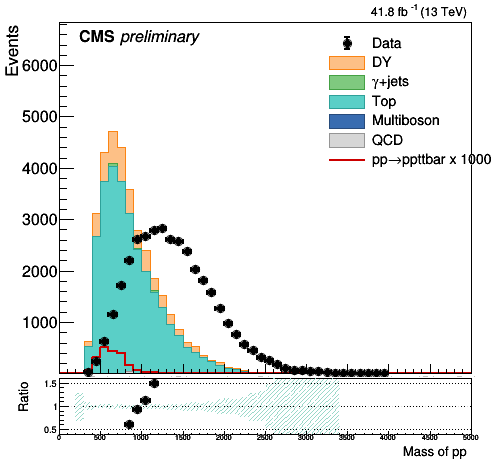 41.8 fb⁻¹ (13 TeV)
CMS preliminary
Events
6000
5000
4000
3000
2000
1000
Data
DY
γ+jets
Top
Multiboson
QCD
pp→ppttbar x 1000
Ratio
1.5
1
0.5
0 500 1000 1500 2000 2500 3000 3500 4000 4500 5000
Mass of pp